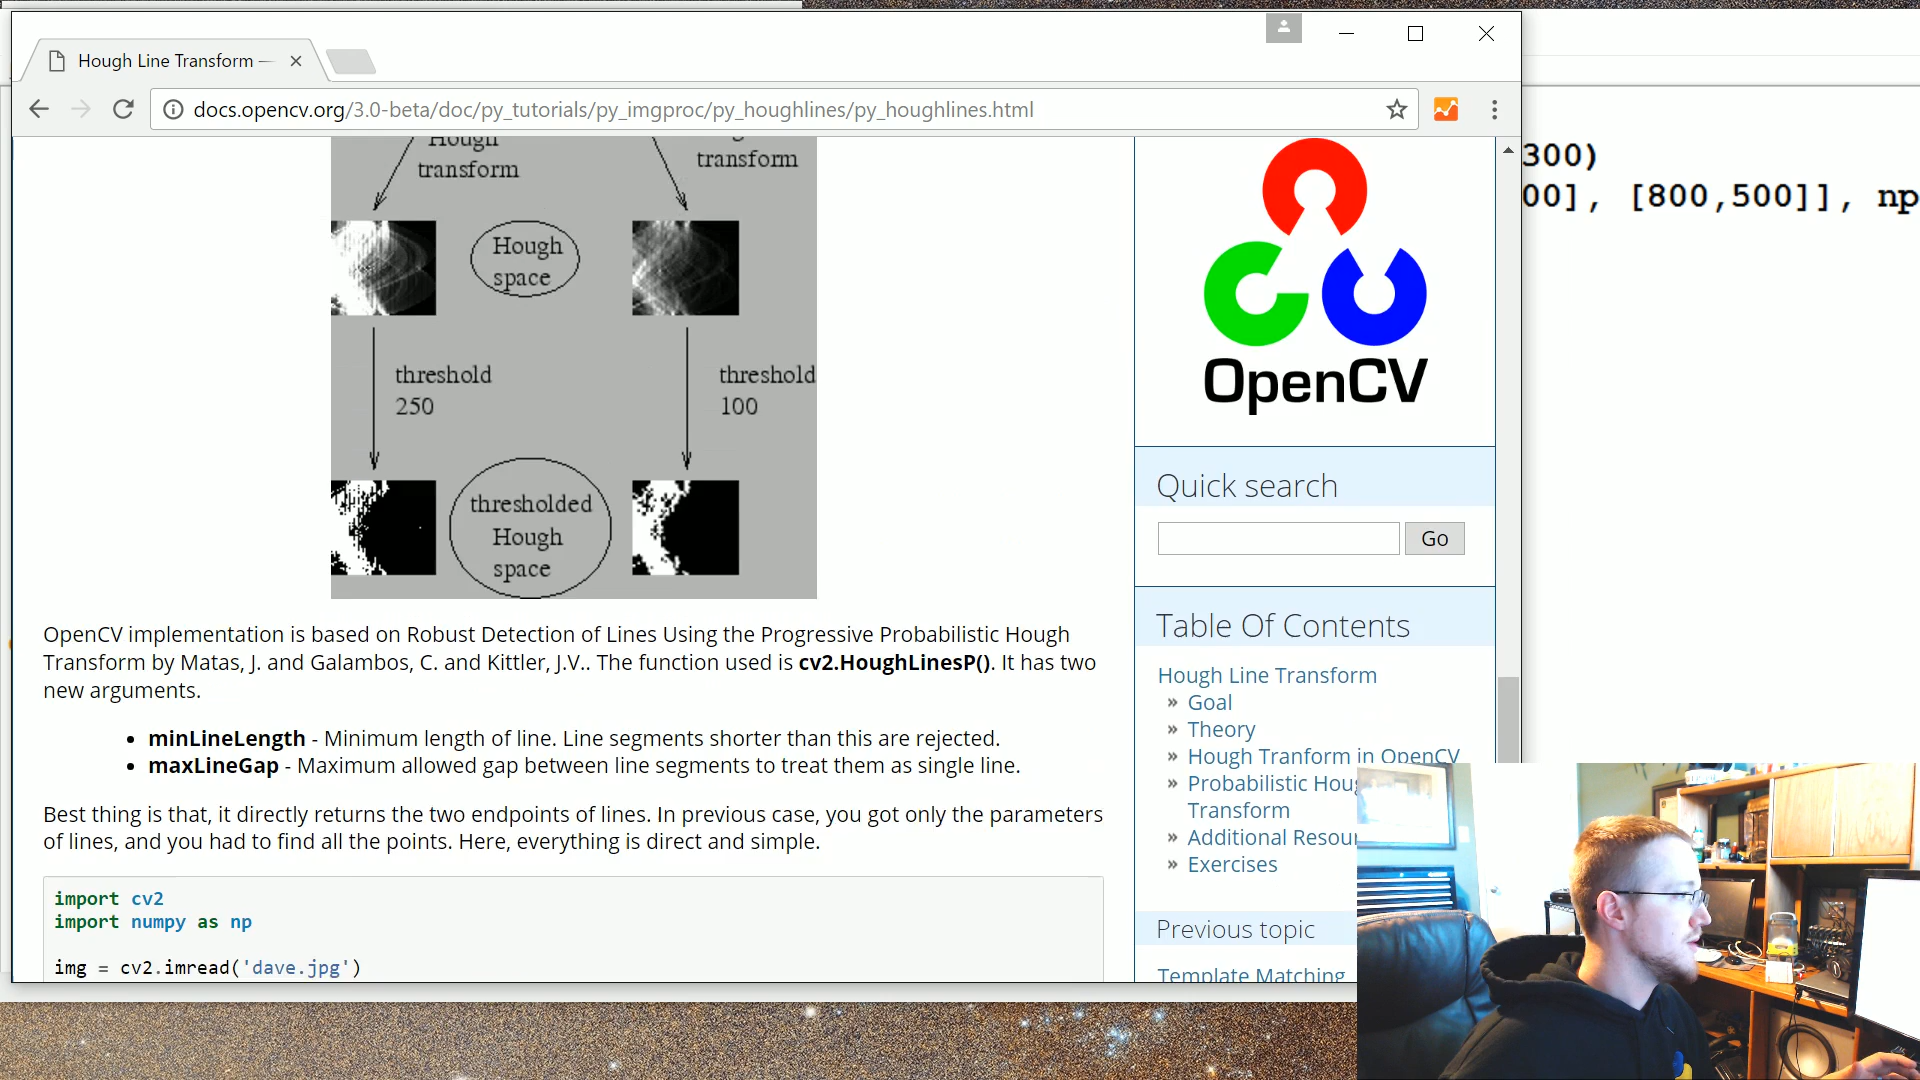 Hough Line Transform —
docs.opencv.org/3.0-beta/doc/py_tutorials/py_imgproc/py_houghlines/py_houghlines.html
300)
00], [800,500]], np
Hough
transform
transform
Hough
space
threshold
250
threshold
100
thresholded
Hough
space
OpenCV implementation is based on Robust Detection of Lines Using the Progressive Probabilistic Hough
Transform by Matas, J. and Galambos, C. and Kittler, J.V.. The function used is cv2.HoughLinesP(). It has two
new arguments.
• minLineLength - Minimum length of line. Line segments shorter than this are rejected.
• maxLineGap - Maximum allowed gap between line segments to treat them as single line.
Best thing is that, it directly returns the two endpoints of lines. In previous case, you got only the parameters
of lines, and you had to find all the points. Here, everything is direct and simple.
import cv2
import numpy as np
img = cv2.imread('dave.jpg')
OpenCV
Quick search
Go
Table Of Contents
Hough Line Transform
» Goal
» Theory
» Hough Tranform in OpenCV
» Probabilistic Houg
Transform
» Additional Resour
» Exercises
Previous topic
Template Matching